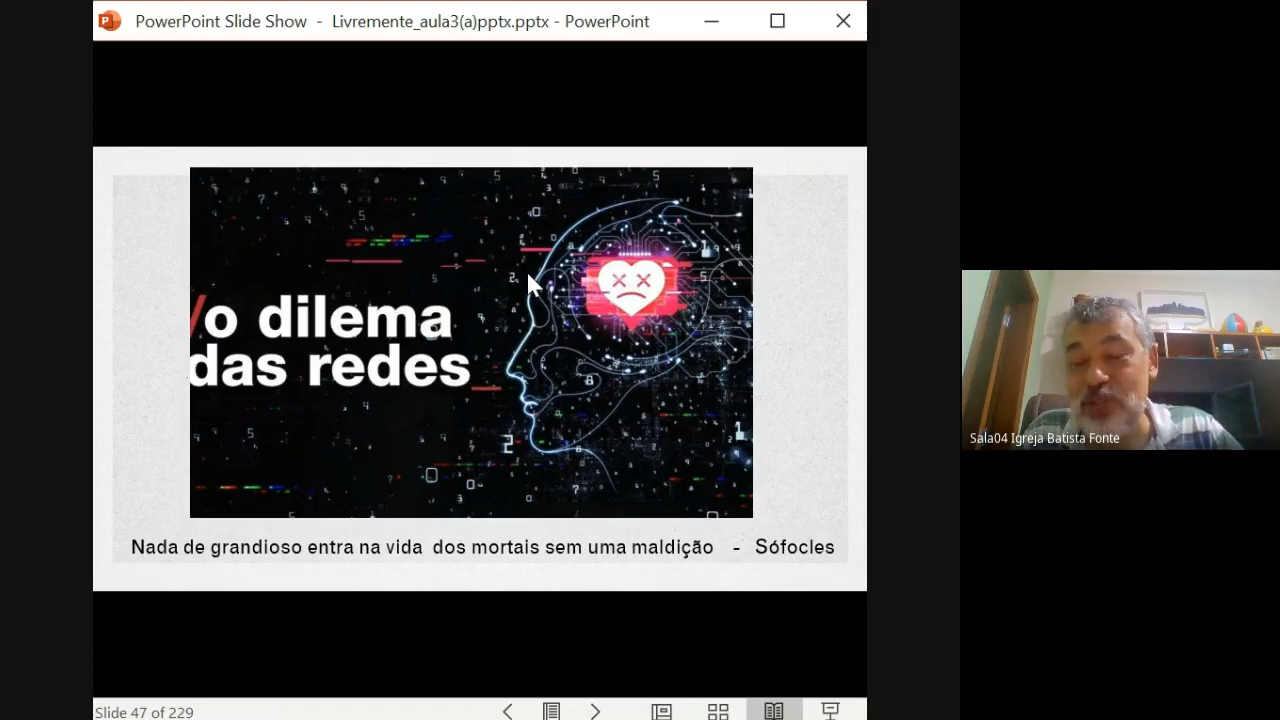 PowerPoint Slide Show - Livremente_aula3(a)pptx.pptx - PowerPoint
/o dilema
das redes_
Nada de grandioso entra na vida dos mortais sem uma maldição - Sófocles
Sala04 Igreja Batista Fonte
Slide 47 of 229